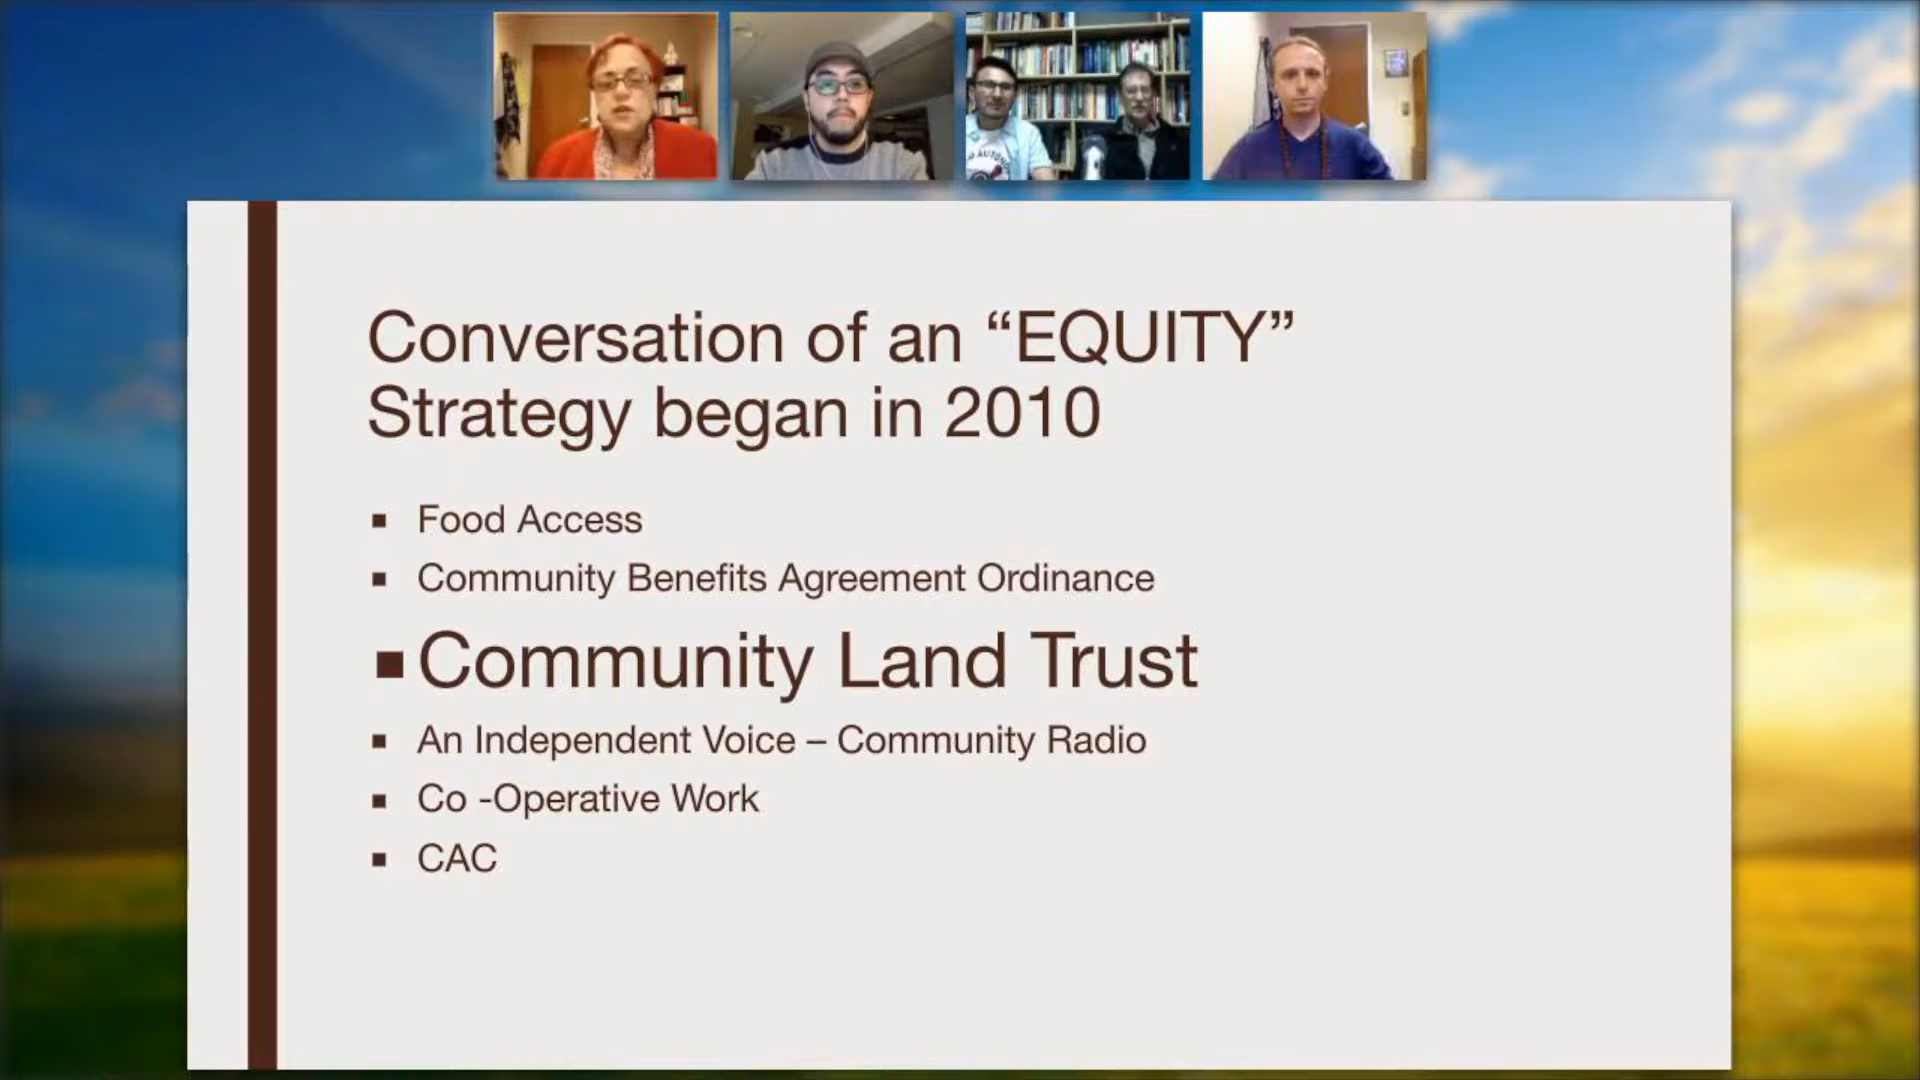 AUTÓNO
Conversation of an “EQUITY”
Strategy began in 2010
▪ Food Access
▪ Community Benefits Agreement Ordinance
▪ Community Land Trust
▪ An Independent Voice – Community Radio
▪ Co -Operative Work
▪ CAC